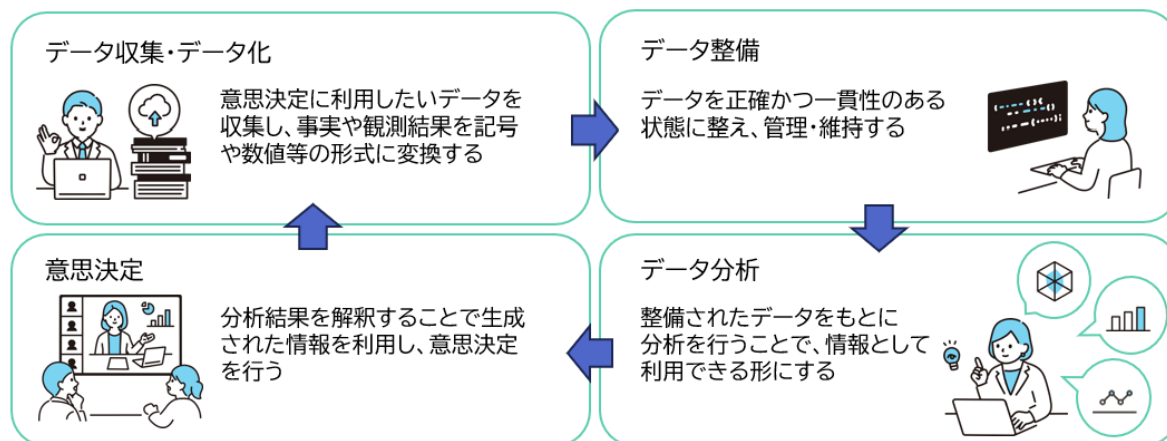 データ収集・データ化
意思決定に利用したいデータを
収集し、事実や観測結果を記号
や数値等の形式に変換する
データ整備
データを正確かつ一貫性のある
状態に整え、管理・維持する
意思決定
分析結果を解釈することで生成
された情報を利用し、意思決定
を行う
データ分析
整備されたデータをもとに
分析を行うことで、情報として
利用できる形にする